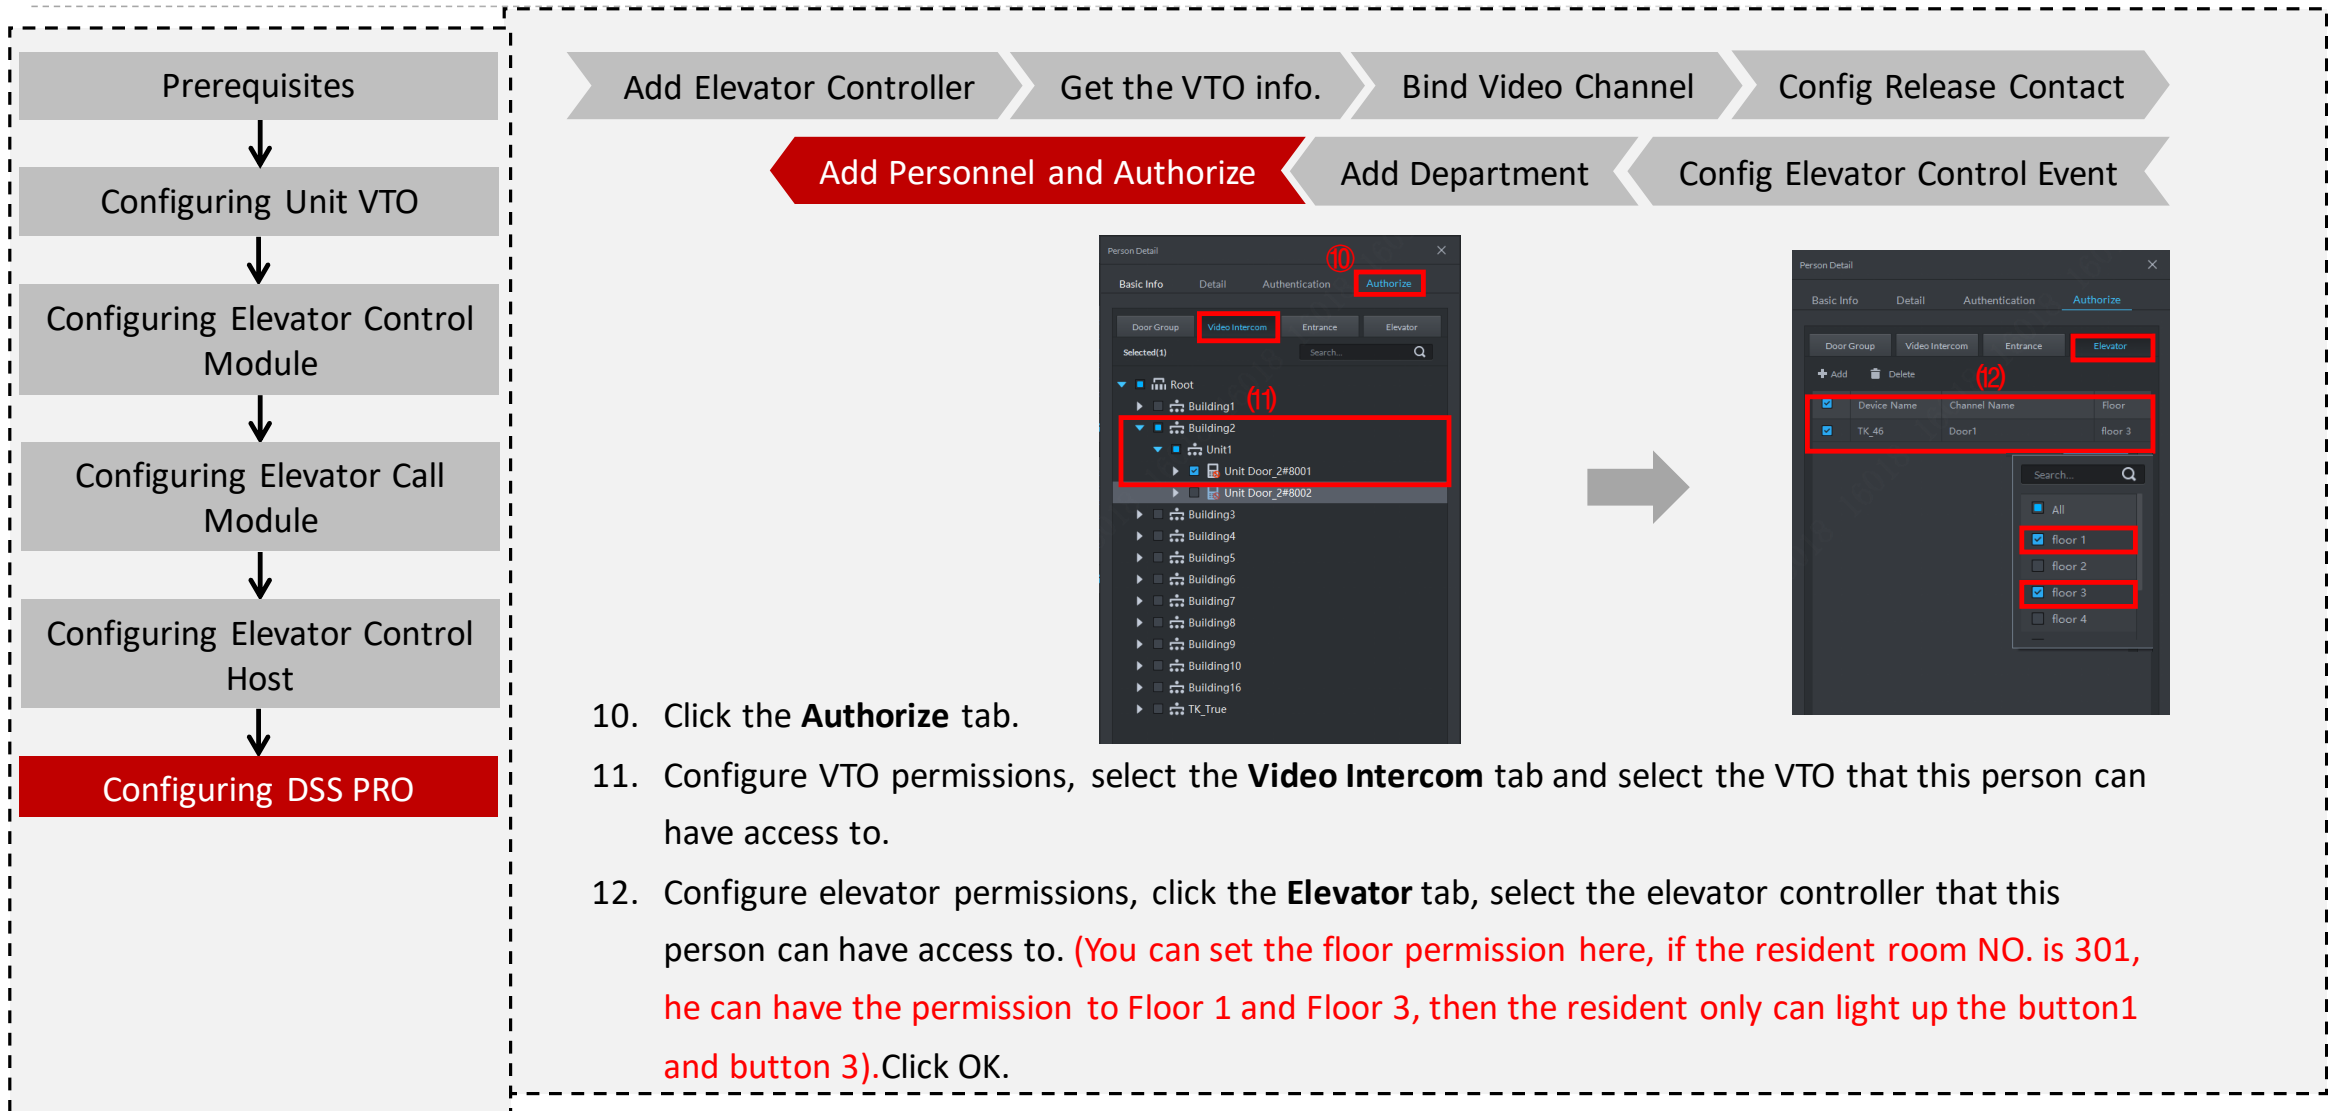 Prerequisites
Configuring Unit VTO
Configuring Elevator Control
Module
Configuring Elevator Call
Module
Configuring Elevator Control
Host
Configuring DSS PRO
Add Elevator Controller
Get the VTO info.
Bind Video Channel
Config Release Contact
Add Personnel and Authorize
Add Department
Config Elevator Control Event
Person Detail
⑩
Basic Info Detail Authentication Authorize
Door Group Video Intercom Entrance Elevator
Selected(1) Search...
Root
Building1
⑪
Building2
Unit1
Unit Door_2#8001
Unit Door_2#8002
Building3
Building4
Building5
Building6
Building7
Building8
Building9
Building10
Building16
TK_True
Person Detail
Basic Info Detail Authentication Authorize
Door Group Video Intercom Entrance Elevator
Add Delete
⑫
Device Name Channel Name Floor
TK_46 Door1 floor 3
Search...
All
floor 1
floor 2
floor 3
floor 4
10. Click the Authorize tab.
11. Configure VTO permissions, select the Video Intercom tab and select the VTO that this person can
have access to.
12. Configure elevator permissions, click the Elevator tab, select the elevator controller that this
person can have access to. (You can set the floor permission here, if the resident room NO. is 301,
he can have the permission to Floor 1 and Floor 3, then the resident only can light up the button1
and button 3).Click OK.